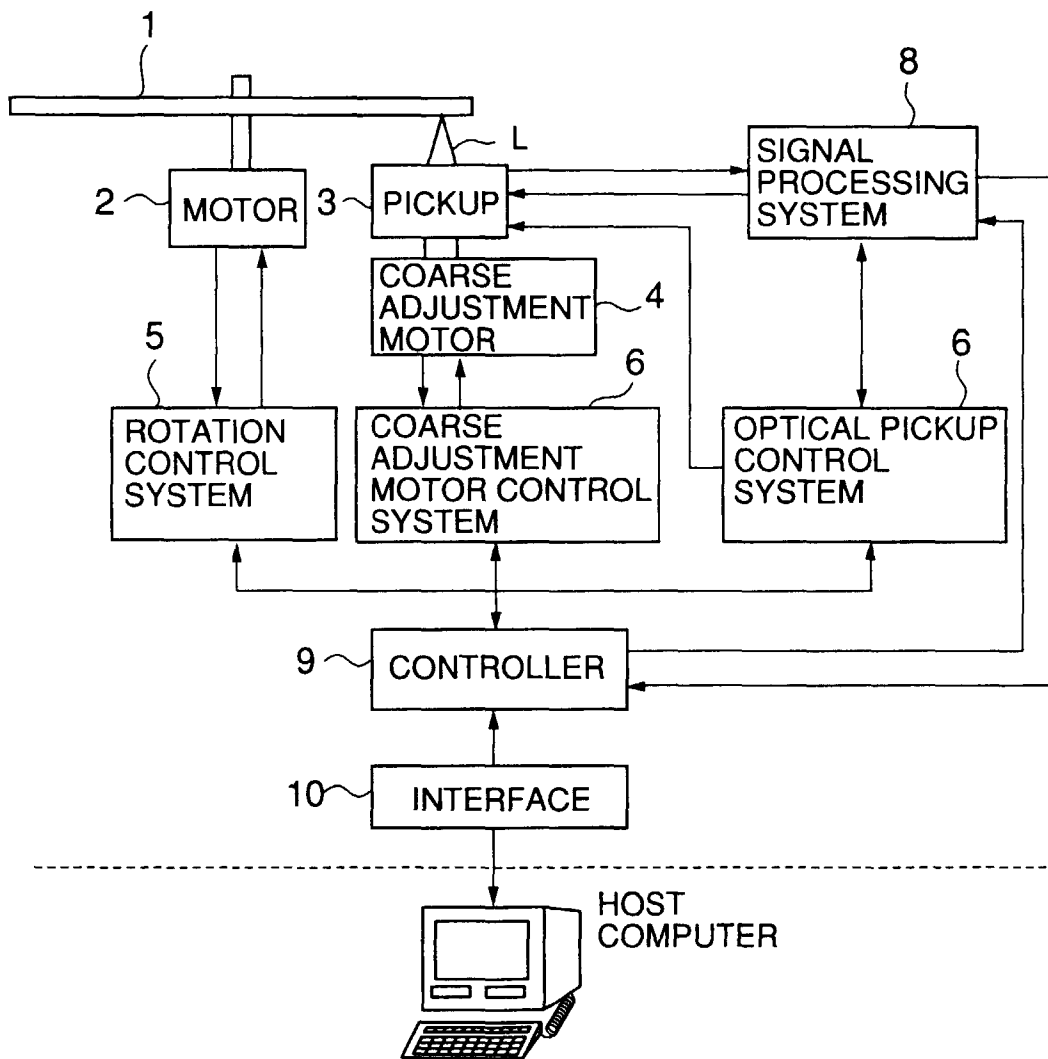 1
8
L
SIGNAL
PROCESSING
SYSTEM
2
MOTOR
3
PICKUP
COARSE
ADJUSTMENT
MOTOR
4
5
6
6
ROTATION
CONTROL
SYSTEM
COARSE
ADJUSTMENT
MOTOR CONTROL
SYSTEM
OPTICAL PICKUP
CONTROL
SYSTEM
9
CONTROLLER
10
INTERFACE
HOST
COMPUTER